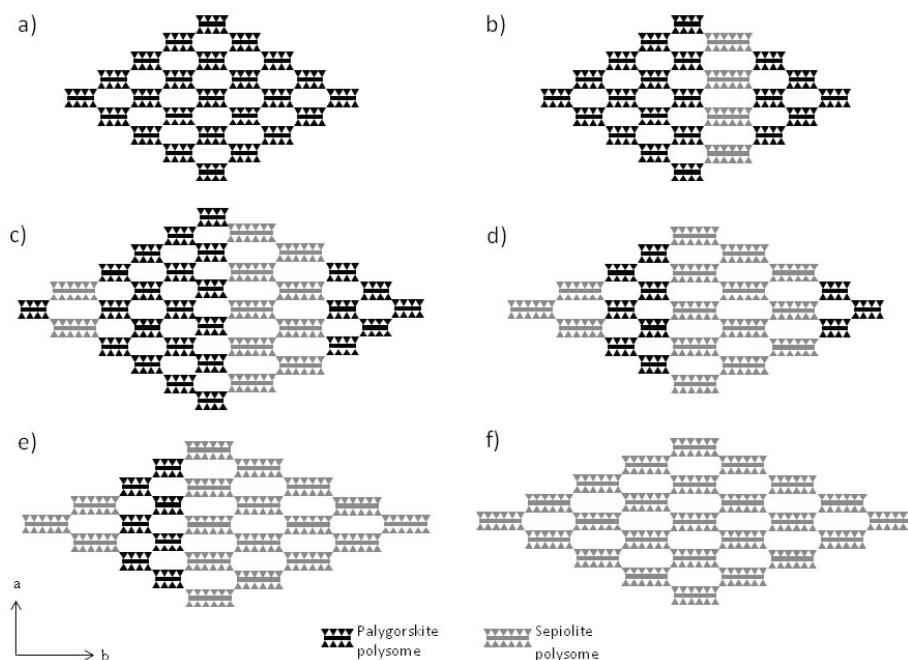 a)
b)
c)
d)
e)
f)
a
b
Palygorskite
polysome
Sepiolite
polysome